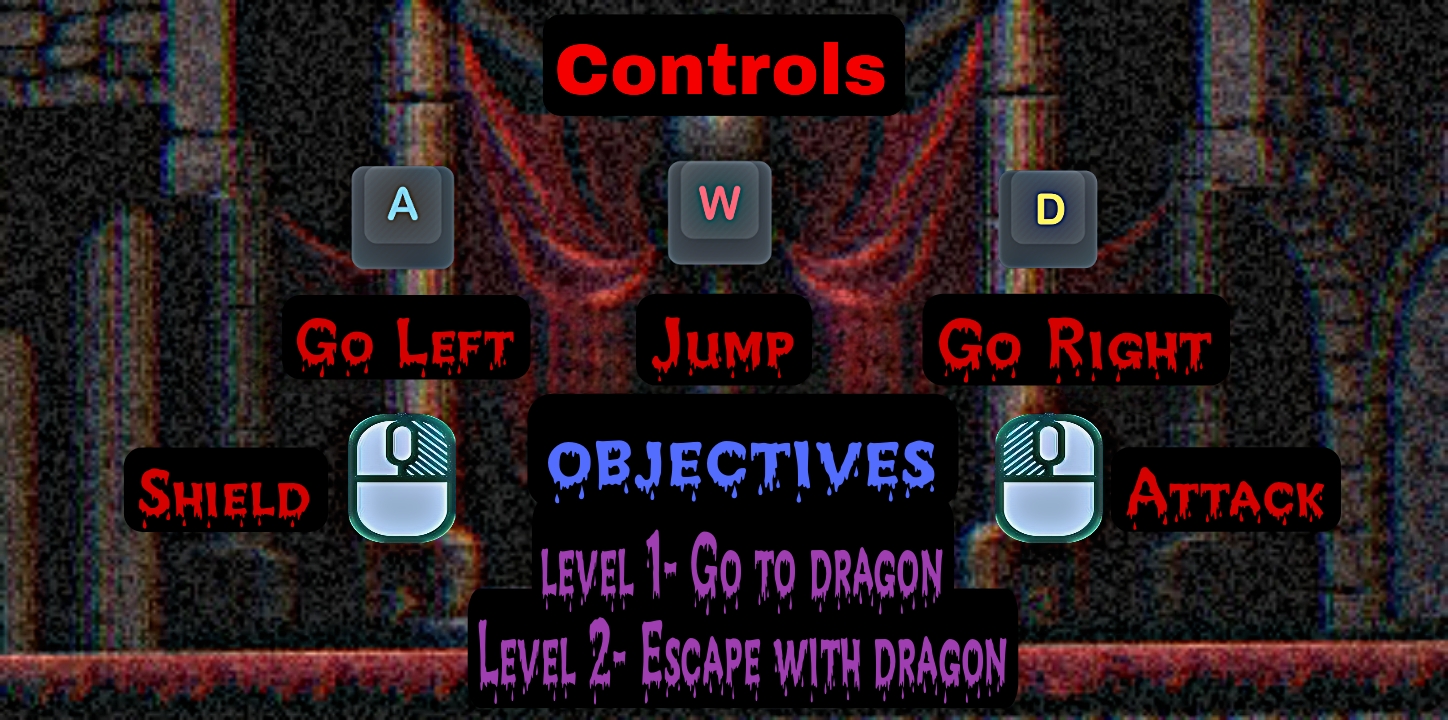 Controls
A
W
D
Go Left
Jump
Go Right
Shield
OBJECTIVES
Attack
level 1- Go to dragon
Level 2- Escape with dragon